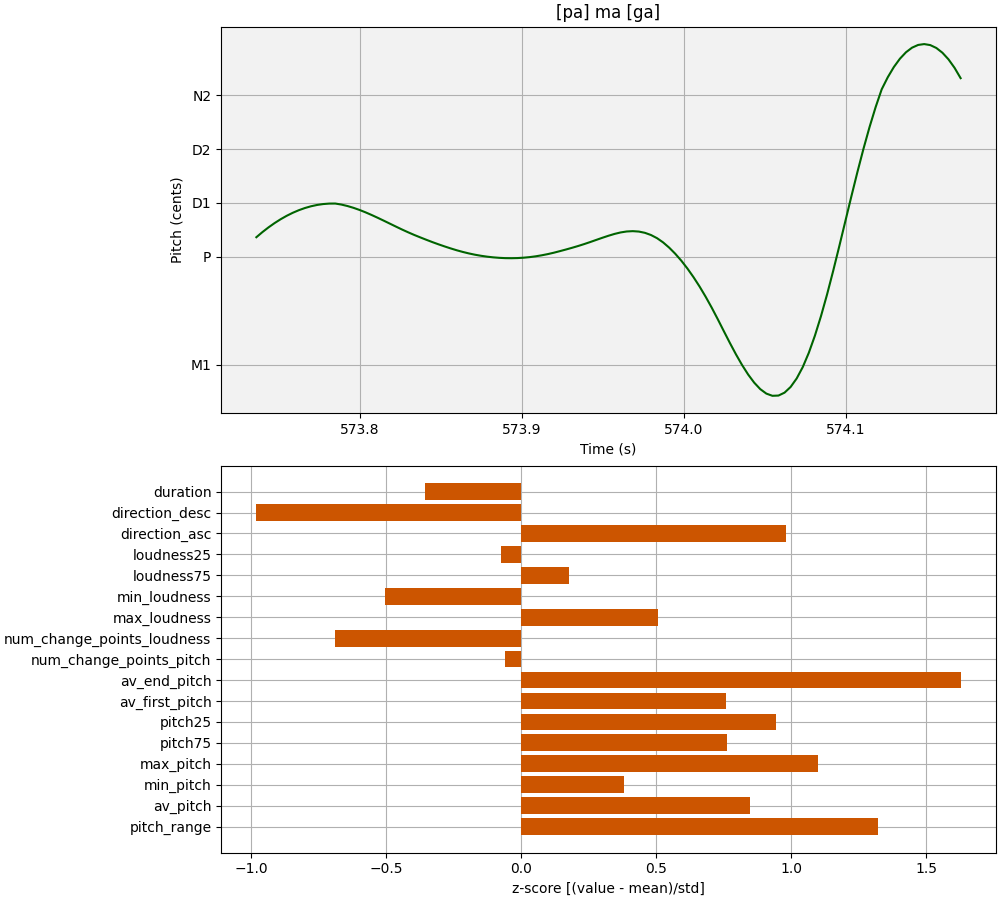 [pa] ma [ga]
N2
D2
D1
P
M1
Pitch (cents)
573.8 573.9 574.0 574.1
Time (s)
duration
direction_desc
direction_asc
loudness25
loudness75
min_loudness
max_loudness
num_change_points_loudness
num_change_points_pitch
av_end_pitch
av_first_pitch
pitch25
pitch75
max_pitch
min_pitch
av_pitch
pitch_range
−1.0 −0.5 0.0 0.5 1.0 1.5
z-score [(value - mean)/std]